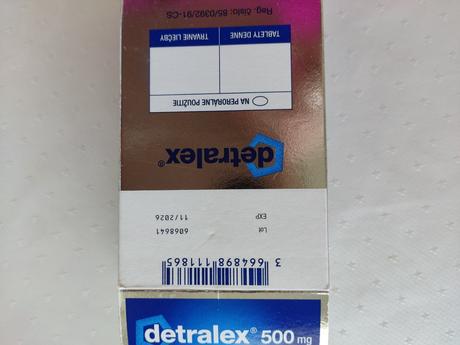 3 664898 111865
Lot 6068641
EXP 11/2026
detralex®
NA PERORÁLNE POUŽITIE
TABLETY DENNE TRVANIE LIEČBY
Reg. číslo: 85/0392/91-CS
detralex® 500 mg